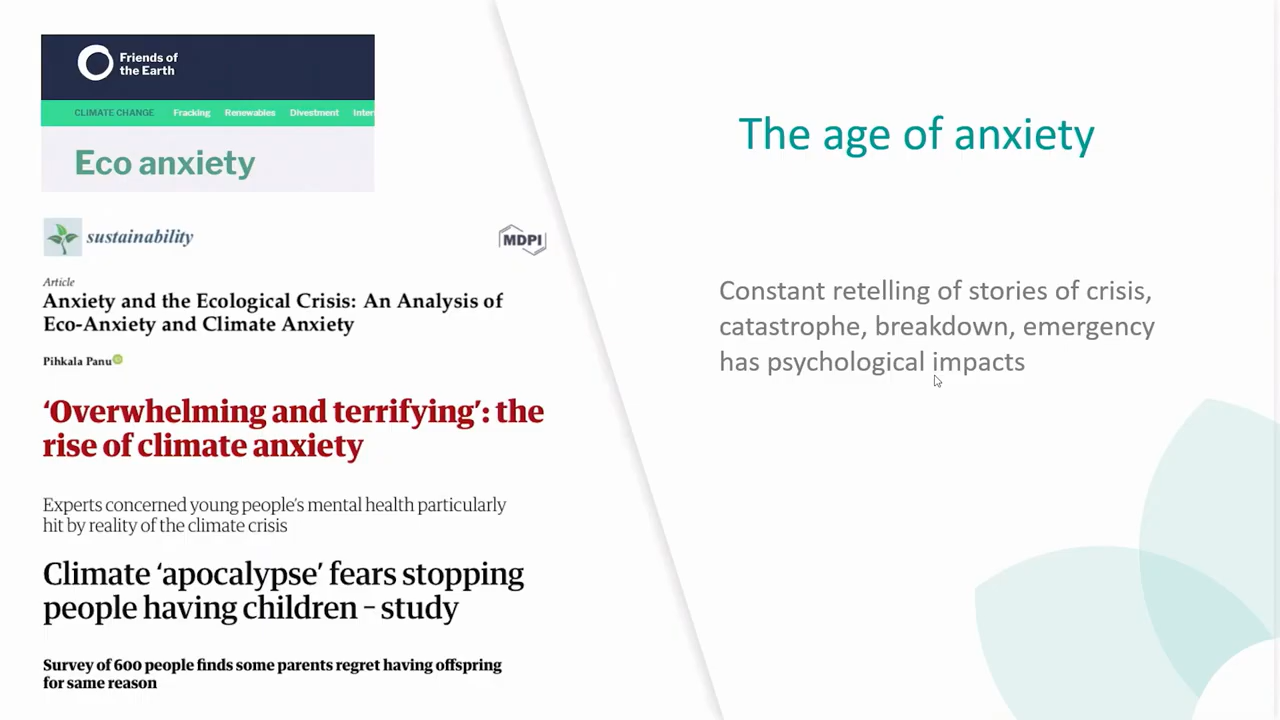 Friends of
the Earth
CLIMATE CHANGE Fracking Renewables Divestment Inter
Eco anxiety
sustainability
MDPI
Article
Anxiety and the Ecological Crisis: An Analysis of
Eco-Anxiety and Climate Anxiety
Pihkala Panu
‘Overwhelming and terrifying’: the
rise of climate anxiety
Experts concerned young people’s mental health particularly
hit by reality of the climate crisis
Climate ‘apocalypse’ fears stopping
people having children – study
Survey of 600 people finds some parents regret having offspring
for same reason
The age of anxiety
Constant retelling of stories of crisis,
catastrophe, breakdown, emergency
has psychological impacts